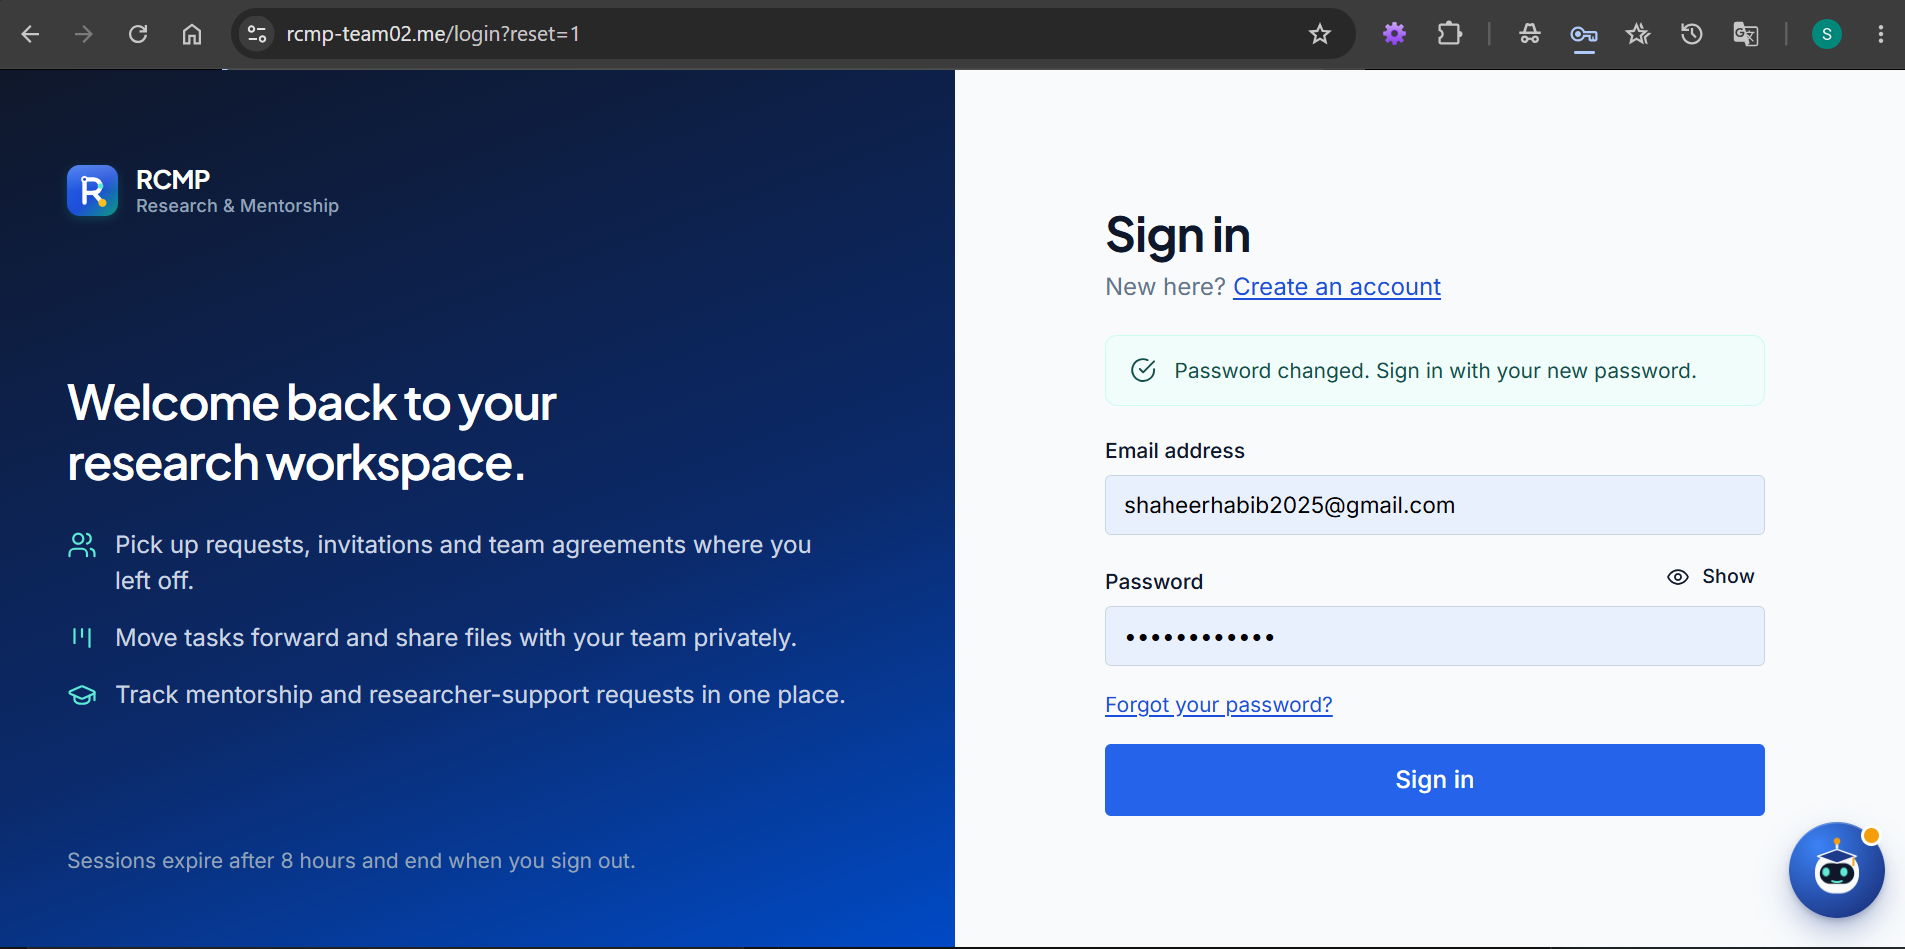 rcmp-team02.me/login?reset=1
S
R
RCMP
Research & Mentorship
Welcome back to your
research workspace.
Pick up requests, invitations and team agreements where you
left off.
Move tasks forward and share files with your team privately.
Track mentorship and researcher-support requests in one place.
Sessions expire after 8 hours and end when you sign out.
Sign in
New here? Create an account
Password changed. Sign in with your new password.
Email address
shaheerhabib2025@gmail.com
Password
Show
••••••••••••
Forgot your password?
Sign in